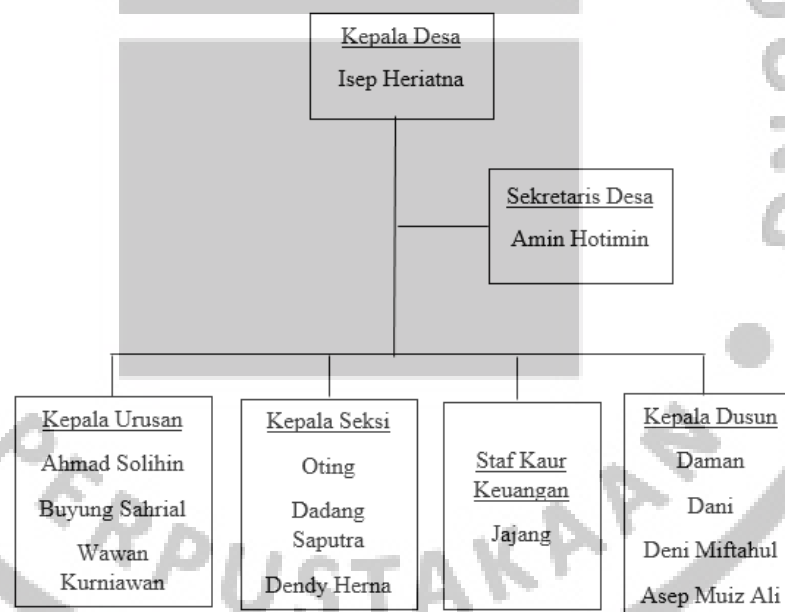 Kepala Desa
Isep Heriatna
Sekretaris Desa
Amin Hotimin
Kepala Urusan
Ahmad Solihin
Buyung Sahrial
Wawan
Kurniawan
Kepala Seksi
Oting
Dadang
Saputra
Dendy Herna
Staf Kaur
Keuangan
Jajang
Kepala Dusun
Daman
Dani
Deni Miftahul
Asep Muiz Ali
PERPUSTAKAAN